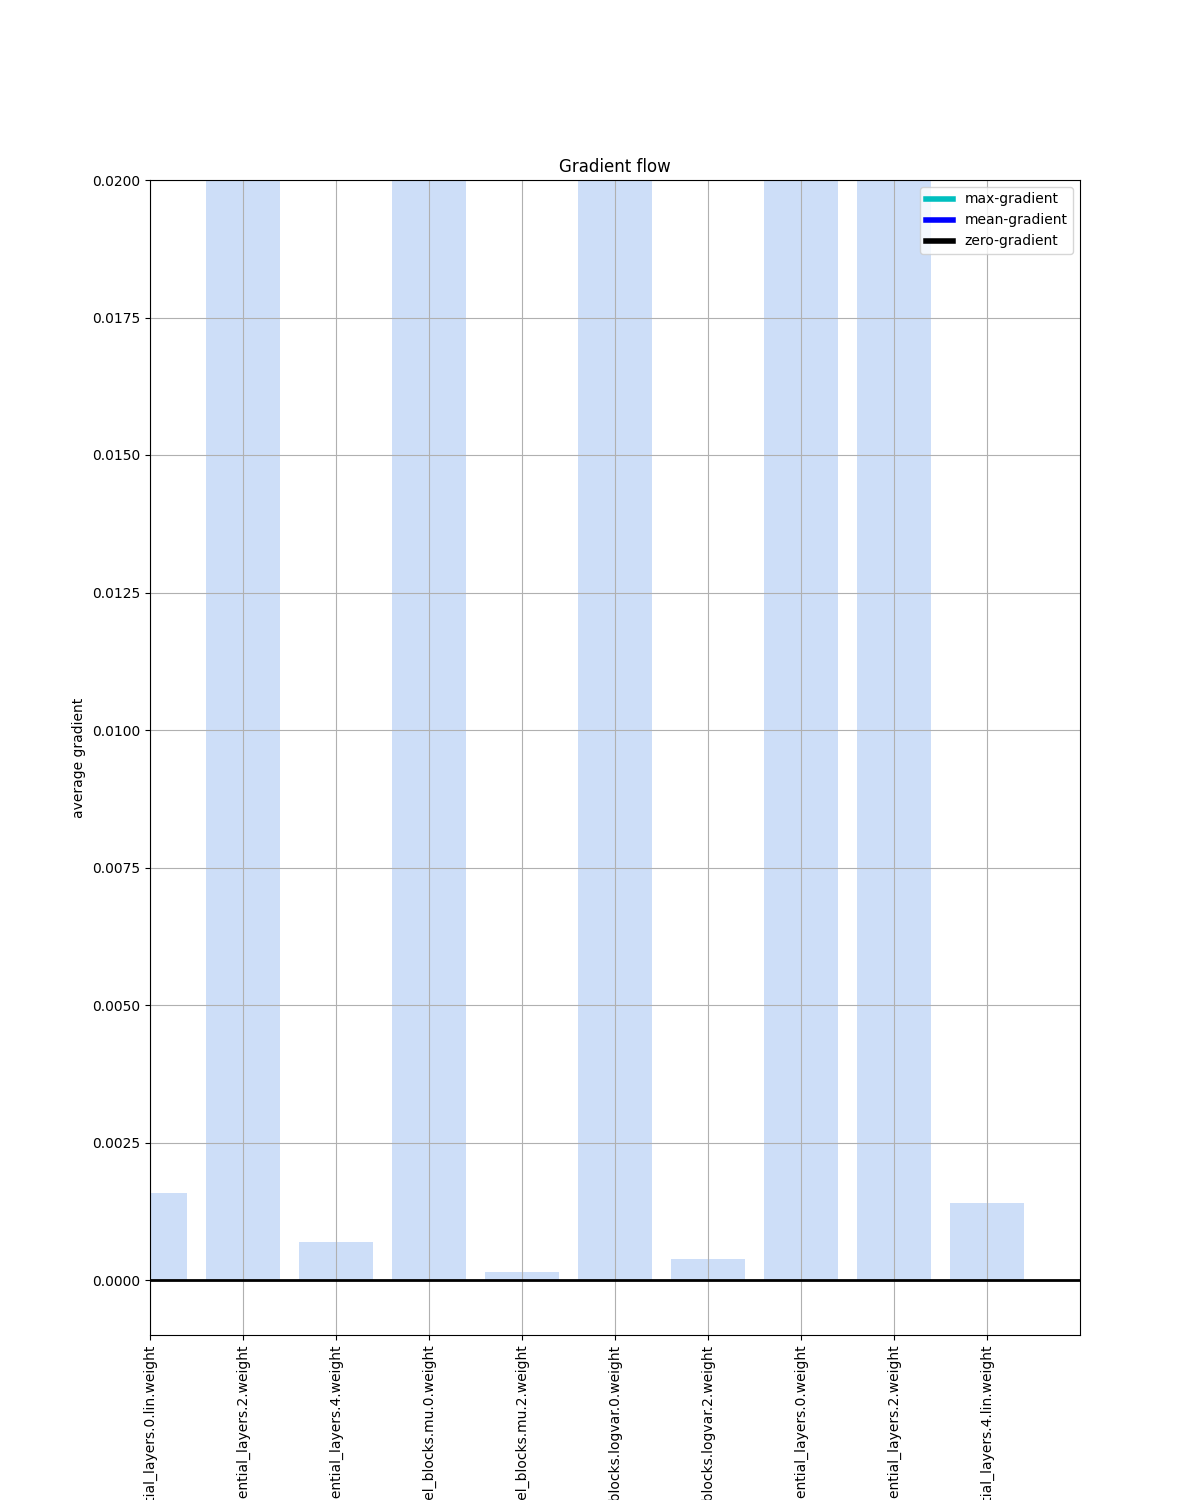 Gradient flow
max-gradient
mean-gradient
zero-gradient
0.0200
0.0175
0.0150
0.0125
0.0100
0.0075
0.0050
0.0025
0.0000
average gradient
tial_layers.0.lin.weight
ential_layers.2.weight
ential_layers.4.weight
el_blocks.mu.0.weight
el_blocks.mu.2.weight
blocks.logvar.0.weight
blocks.logvar.2.weight
ential_layers.0.weight
ential_layers.2.weight
tial_layers.4.lin.weight